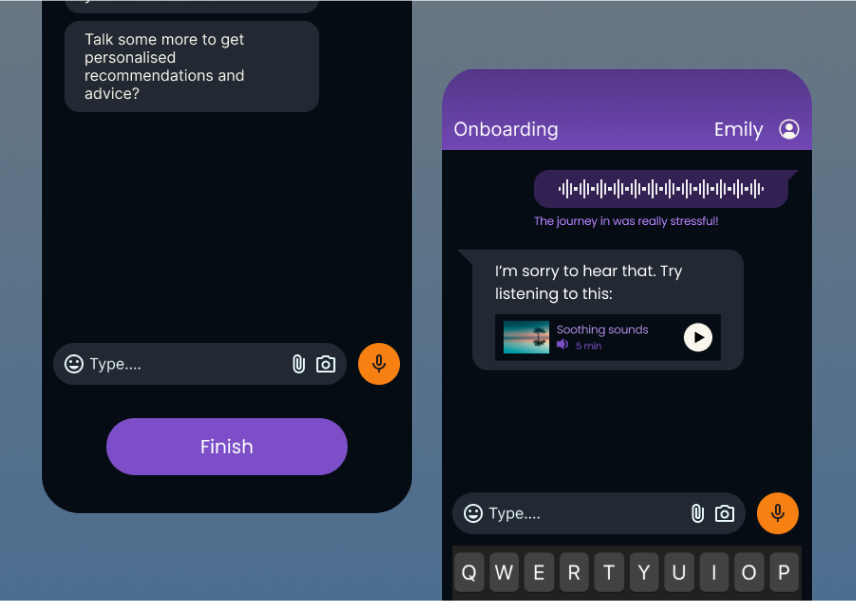 Talk some more to get
personalised
recommendations and
advice?
Type....
Finish
Onboarding
Emily
The journey in was really stressful!
I'm sorry to hear that. Try
listening to this:
Soothing sounds
5 min
Type....
Q W E R T Y U I O P